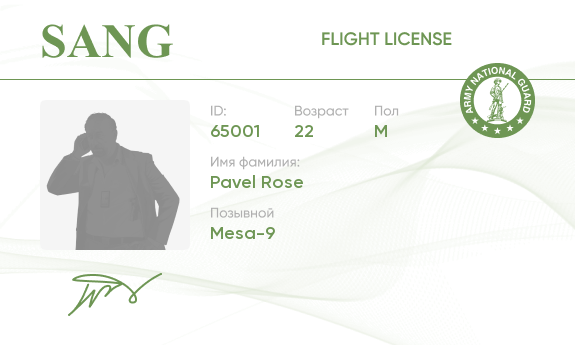 SANG
FLIGHT LICENSE
ARMY NATIONAL GUARD
ID: Возраст Пол
65001 22 M
Имя фамилия:
Pavel Rose
Позывной
Mesa-9